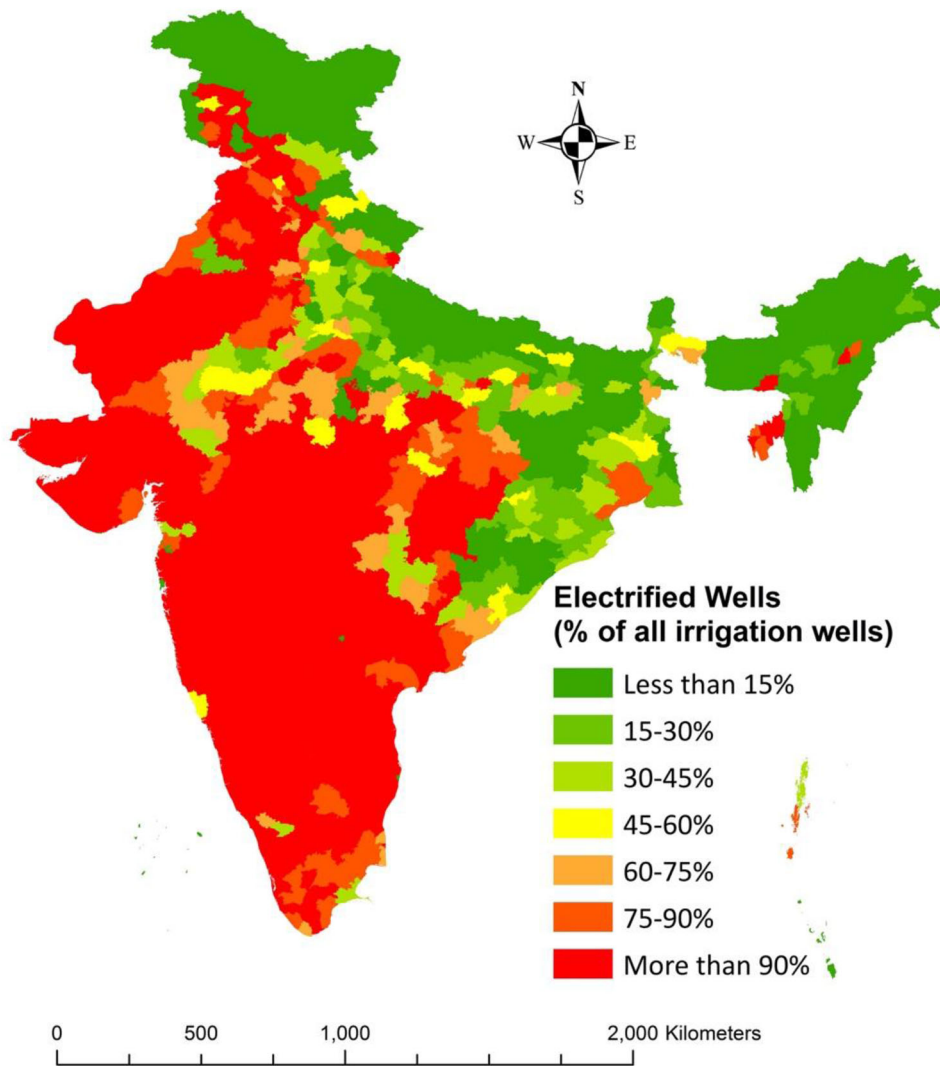 N
W E
S
Electrified Wells
(% of all irrigation wells)
Less than 15%
15-30%
30-45%
45-60%
60-75%
75-90%
More than 90%
0 500 1,000 2,000 Kilometers